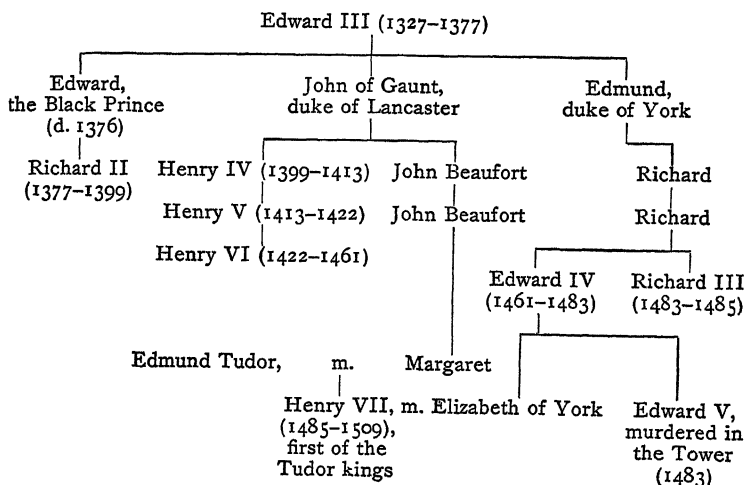 Edward III (1327–1377)
Edward,
the Black Prince
(d. 1376)
John of Gaunt,
duke of Lancaster
Edmund,
duke of York
Richard II
(1377–1399)
Henry IV (1399–1413)
John Beaufort
Richard
Henry V (1413–1422)
John Beaufort
Richard
Henry VI (1422–1461)
Edward IV
(1461–1483)
Richard III
(1483–1485)
Edmund Tudor, m. Margaret
Henry VII, m. Elizabeth of York
(1485–1509),
first of the
Tudor kings
Edward V,
murdered in
the Tower
(1483)